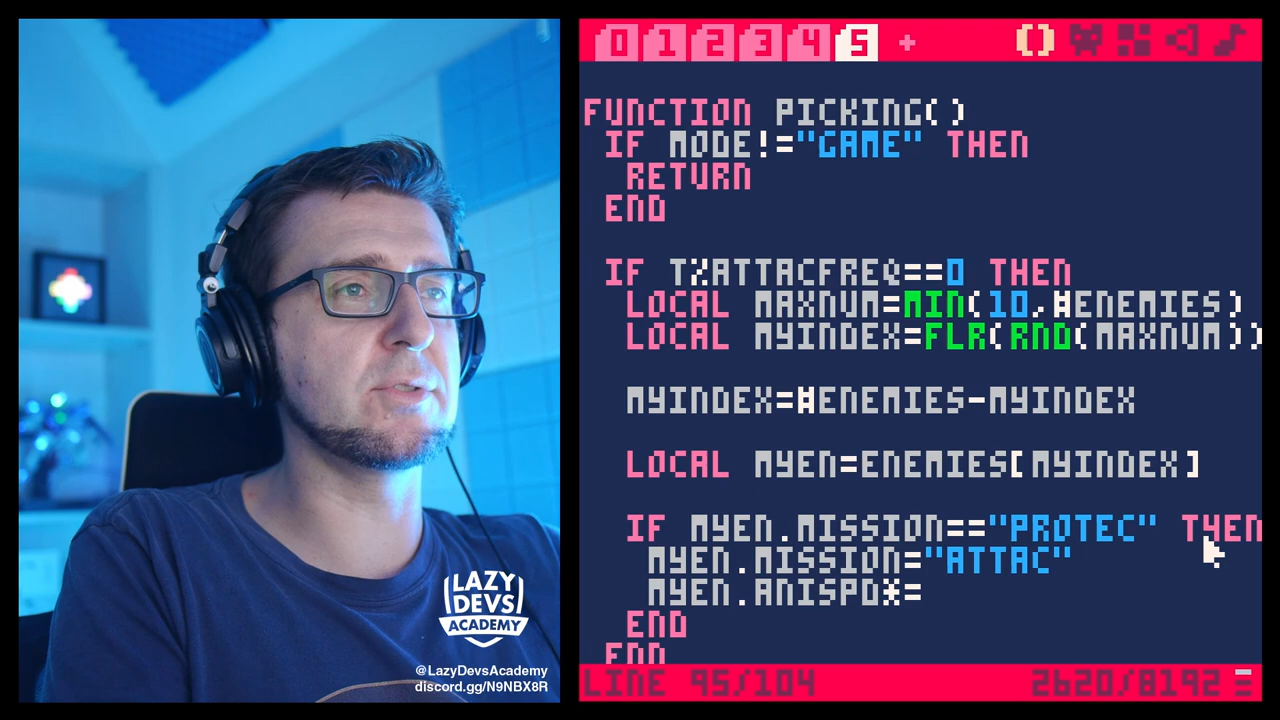 0 1 2 3 4 5 +
FUNCTION PICKING()
IF MODE!="GAME" THEN
RETURN
END
IF T%ATTACFREQ==0 THEN
LOCAL MAXNUM=MIN(10,#ENEMIES)
LOCAL MYINDEX=FLR(RND(MAXNUM))
MYINDEX=#ENEMIES-MYINDEX
LOCAL MYEN=ENEMIES[MYINDEX]
IF MYEN.MISSION=="PROTEC" THEN
MYEN.MISSION="ATTAC"
MYEN.ANISPD*=
END
END
LINE 95/104 2620/8192
LAZY
DEVS
ACADEMY
@LazyDevsAcademy
discord.gg/N9NBX8R